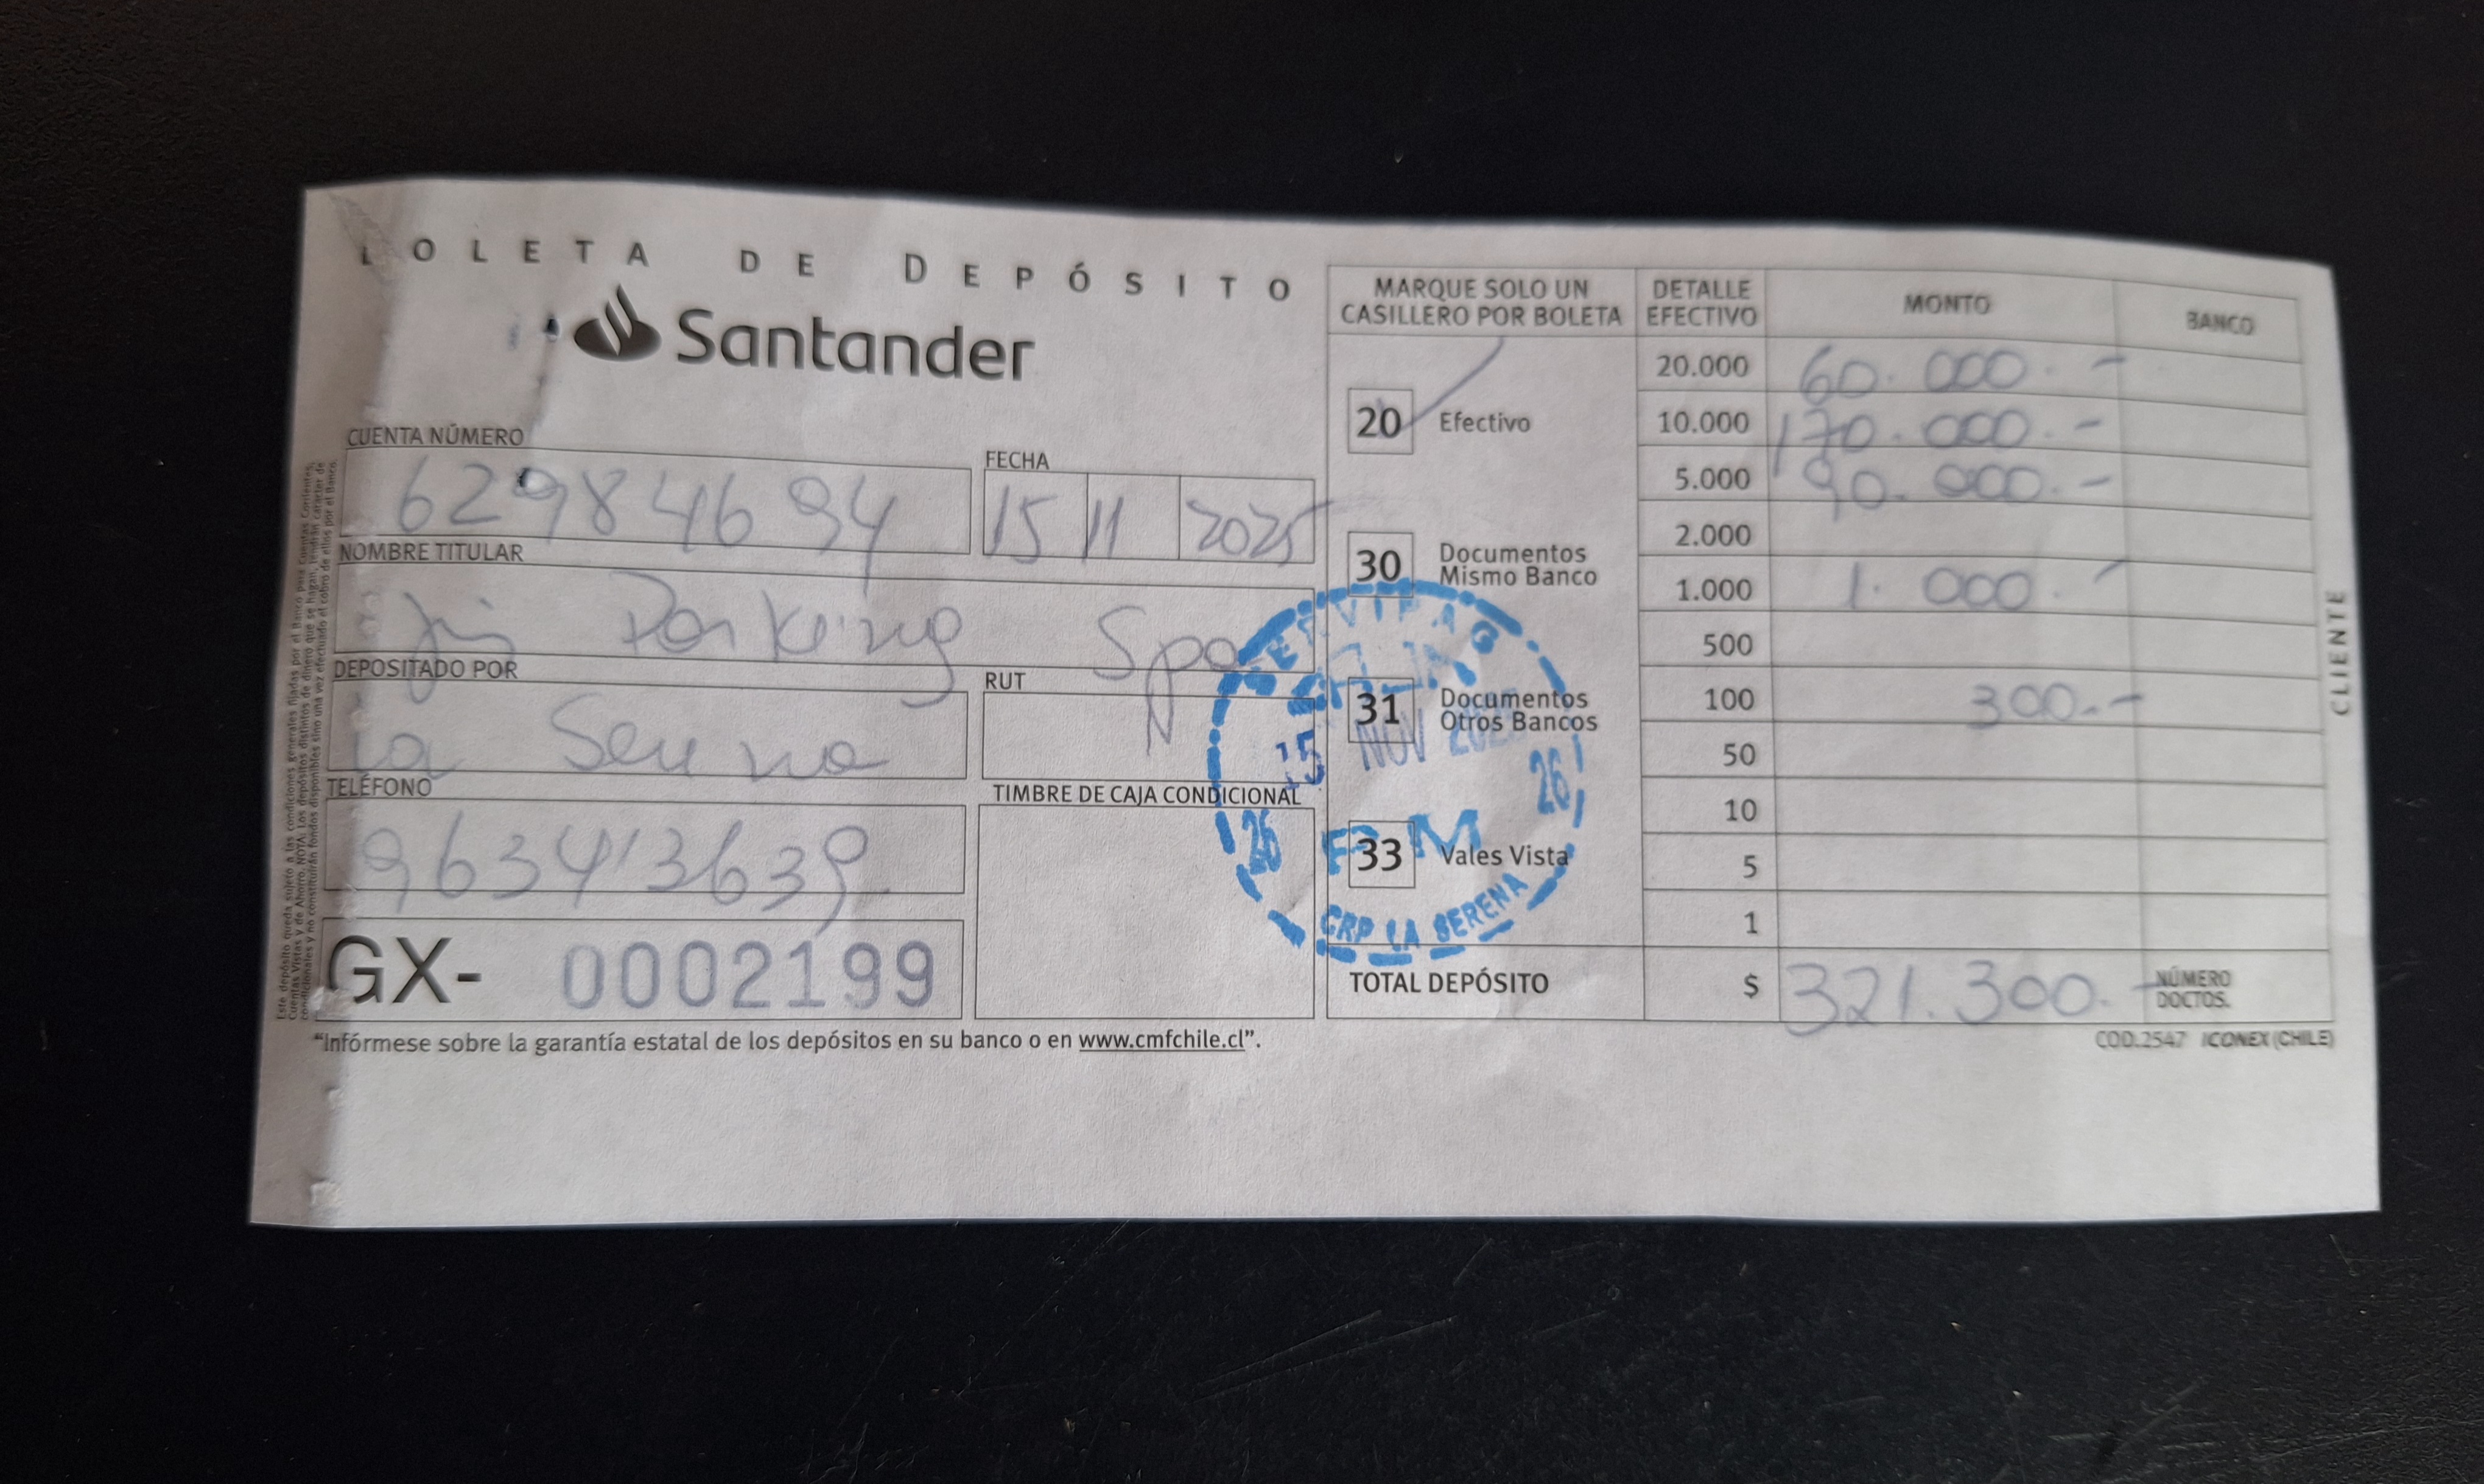 BOLETA DE DEPÓSITO
Santander
CUENTA NÚMERO
62984694
FECHA
15 11 2025
NOMBRE TITULAR
Parking Spa
DEPOSITADO POR
La Serena
RUT
TELÉFONO
963413639
TIMBRE DE CAJA CONDICIONAL
GX- 0002199
"Infórmese sobre la garantía estatal de los depósitos en su banco o en www.cmfchile.cl".
MARQUE SOLO UN CASILLERO POR BOLETA
20 Efectivo
30 Documentos Mismo Banco
31 Documentos Otros Bancos
33 Vales Vista
SERVIPAG
15 NOV 2025
26 26
CRP LA SERENA
DETALLE EFECTIVO MONTO BANCO
20.000 60.000.-
10.000 170.000.-
5.000 90.000.-
2.000
1.000 1.000.-
500
100 300.-
50
10
5
1
TOTAL DEPÓSITO $ 321.300.- NÚMERO DOCTOS.
CLIENTE
COD.2547 ICONEX (CHILE)